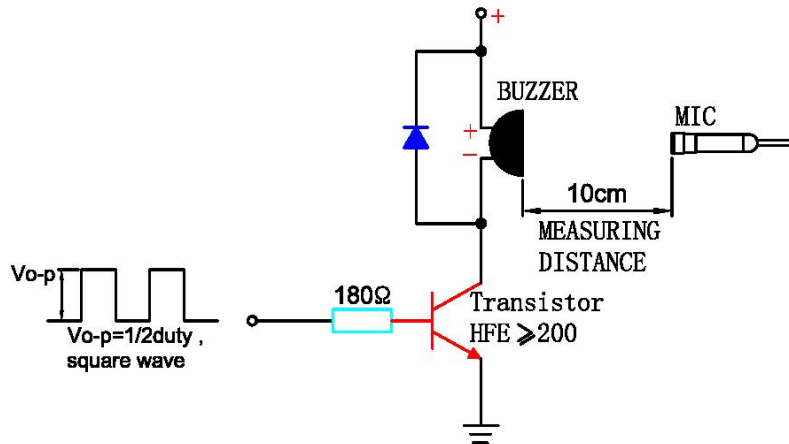 +
BUZZER
+
−
MIC
10cm
MEASURING
DISTANCE
Vo-p
Vo-p=1/2duty ,
square wave
180Ω
Transistor
HFE ⩾200